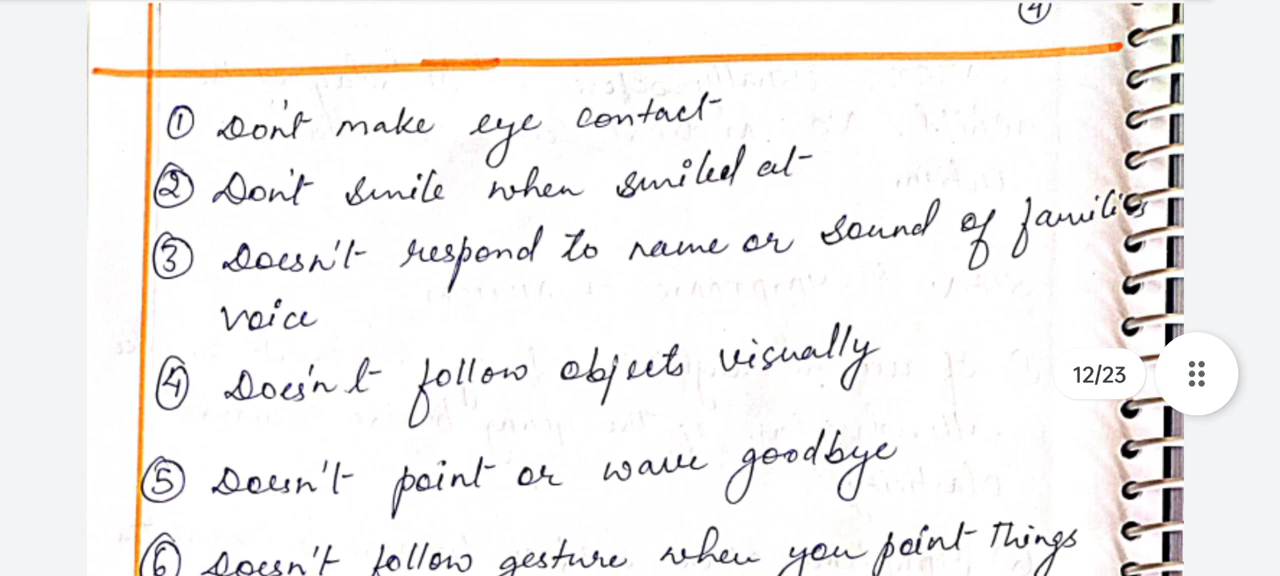 4
① Don't make eye contact
② Don't smile when smiled at
③ Doesn't respond to name or sound of
voice
④ Doesn't follow objects visually
12/23
⑤ Doesn't point or wave goodbye
⑥ Doesn't follow gesture when you point Things